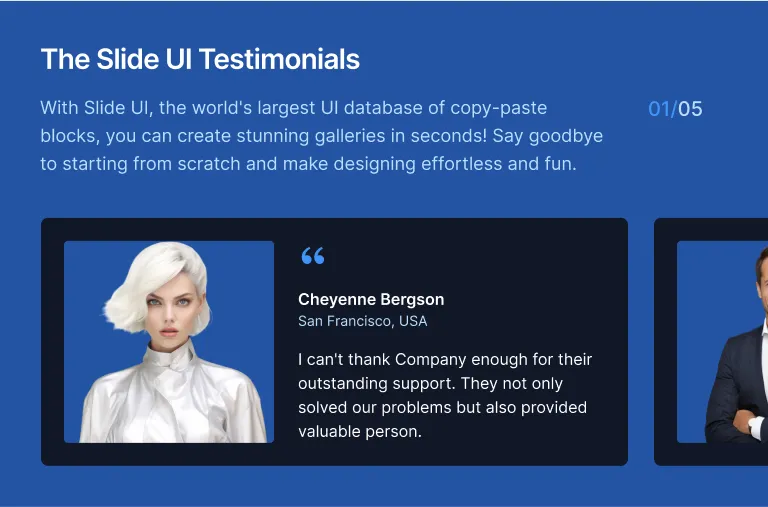 The Slide UI Testimonials
With Slide UI, the world's largest UI database of copy-paste
blocks, you can create stunning galleries in seconds! Say goodbye
to starting from scratch and make designing effortless and fun.
01/05
“
Cheyenne Bergson
San Francisco, USA
I can't thank Company enough for their
outstanding support. They not only
solved our problems but also provided
valuable person.